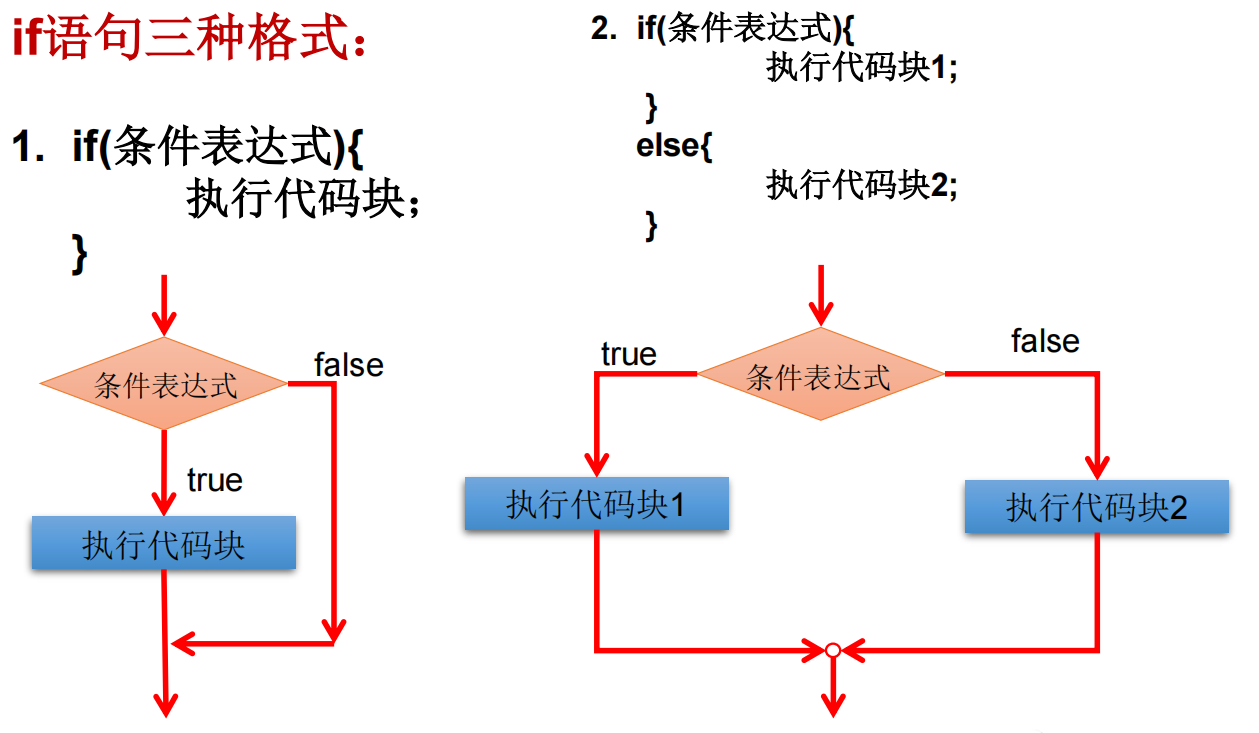 if语句三种格式：
1. if(条件表达式){
执行代码块；
}
条件表达式
false
true
执行代码块
2. if(条件表达式){
执行代码块1;
}
else{
执行代码块2;
}
true
条件表达式
false
执行代码块1
执行代码块2